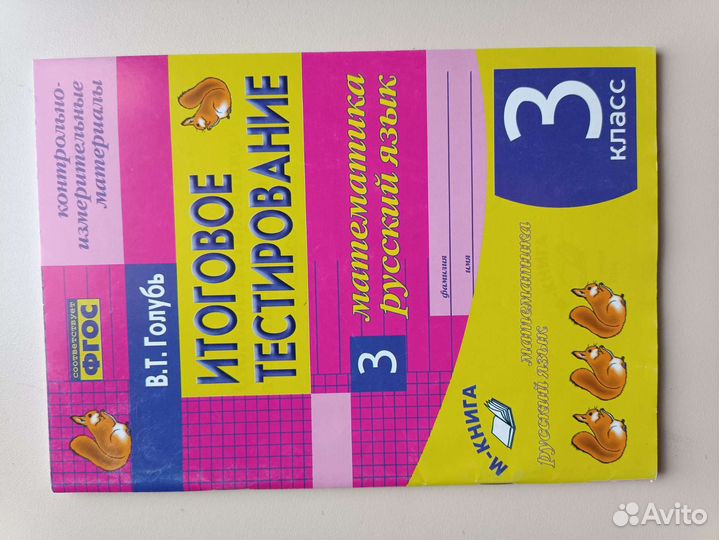 контрольно-
измерительные
материалы
соответствует
ФГОС
В.Т. Голубь
ИТОГОВОЕ
ТЕСТИРОВАНИЕ
3
математика
русский язык
фамилия
имя
М-КНИГА
математика
русский язык
3
класс
Avito